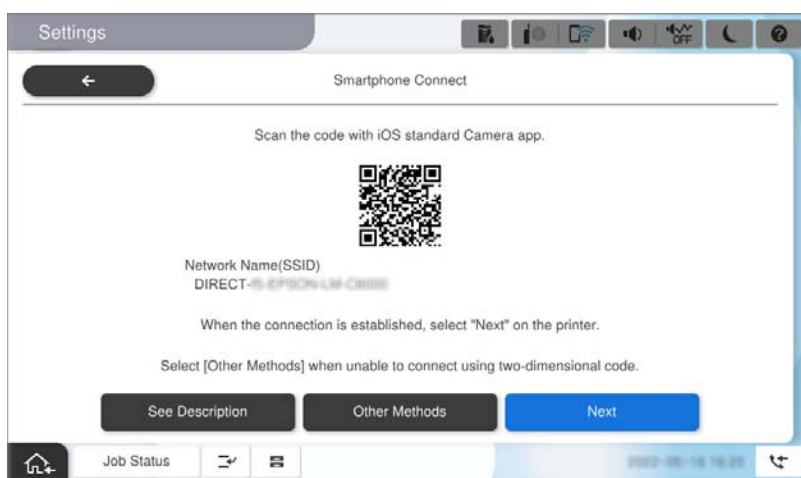 Settings
OFF
Smartphone Connect
Scan the code with iOS standard Camera app.
Network Name(SSID)
DIRECT-
When the connection is established, select "Next" on the printer.
Select [Other Methods] when unable to connect using two-dimensional code.
See Description
Other Methods
Next
Job Status